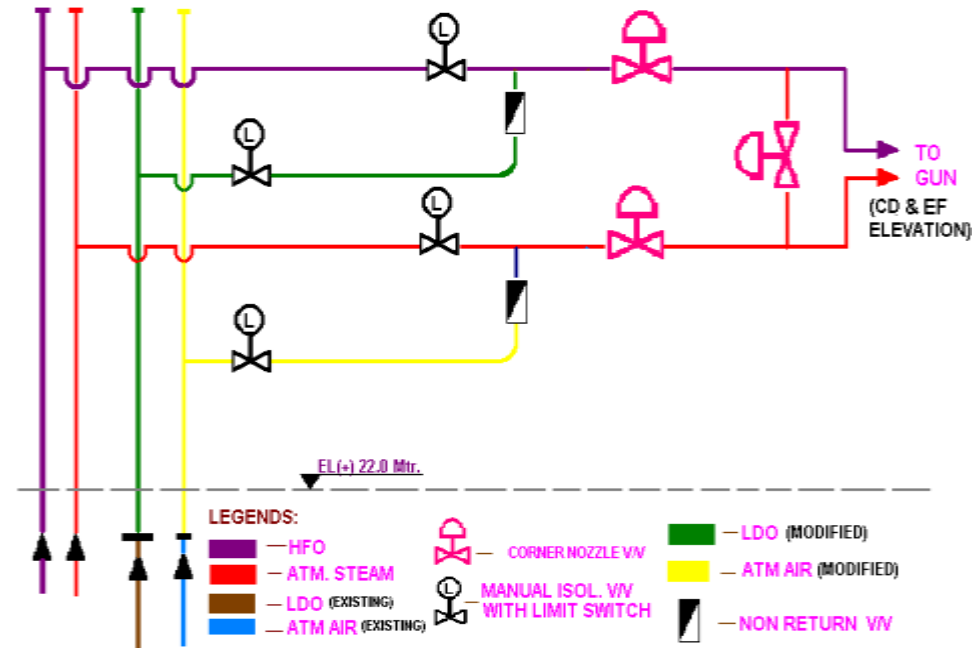 L
L
TO
GUN
(CD & EF
ELEVATION)
L
L
EL(+) 22.0 Mtr.
LEGENDS:
HFO
ATM. STEAM
LDO (EXISTING)
ATM AIR (EXISTING)
CORNER NOZZLE V/V
L
MANUAL ISOL. V/V
WITH LIMIT SWITCH
LDO (MODIFIED)
ATM AIR (MODIFIED)
NON RETURN V/V